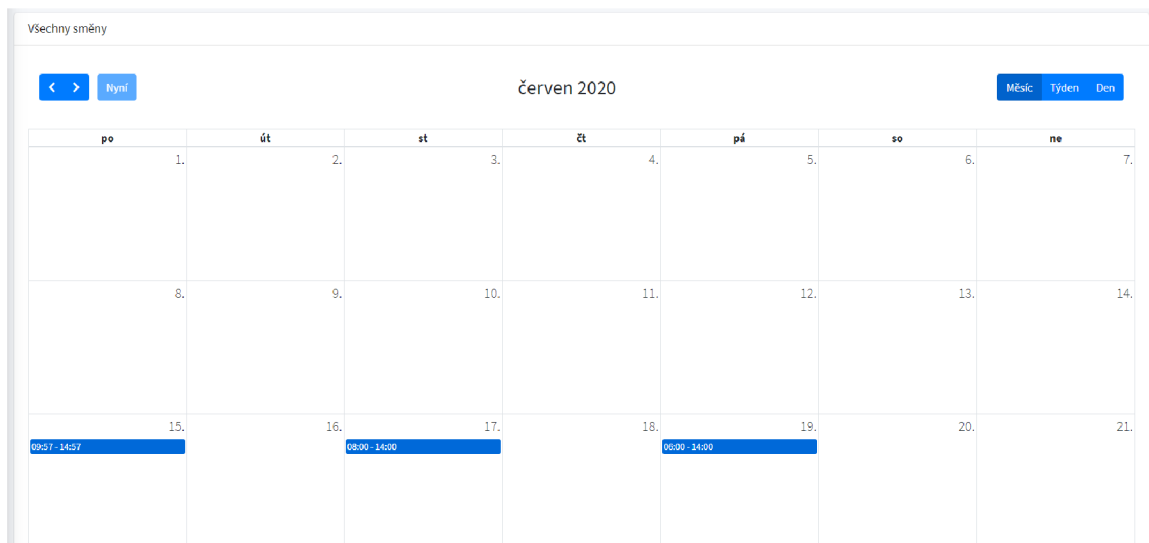 Všechny směny
Nyní
červen 2020
Měsíc Týden Den
po út st čt pá so ne
1. 2. 3. 4. 5. 6. 7.
8. 9. 10. 11. 12. 13. 14.
15. 16. 17. 18. 19. 20. 21.
09:57 - 14:57 08:00 - 14:00 06:00 - 14:00